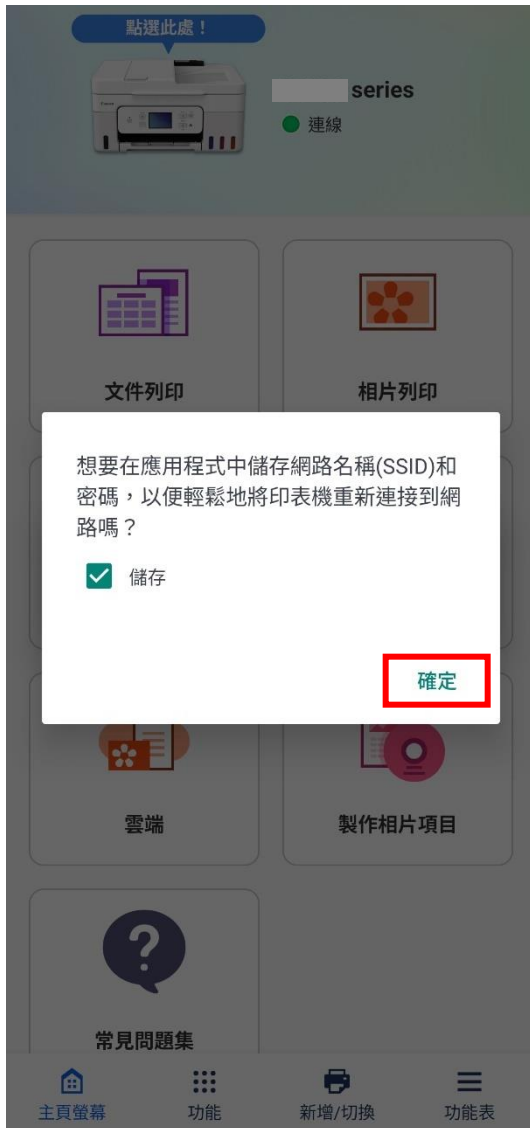 點選此處！
series
連線
文件列印
相片列印
想要在應用程式中儲存網路名稱(SSID)和
密碼，以便輕鬆地將印表機重新連接到網
路嗎？
儲存
確定
雲端
製作相片項目
?
常見問題集
主頁螢幕
功能
新增/切換
功能表